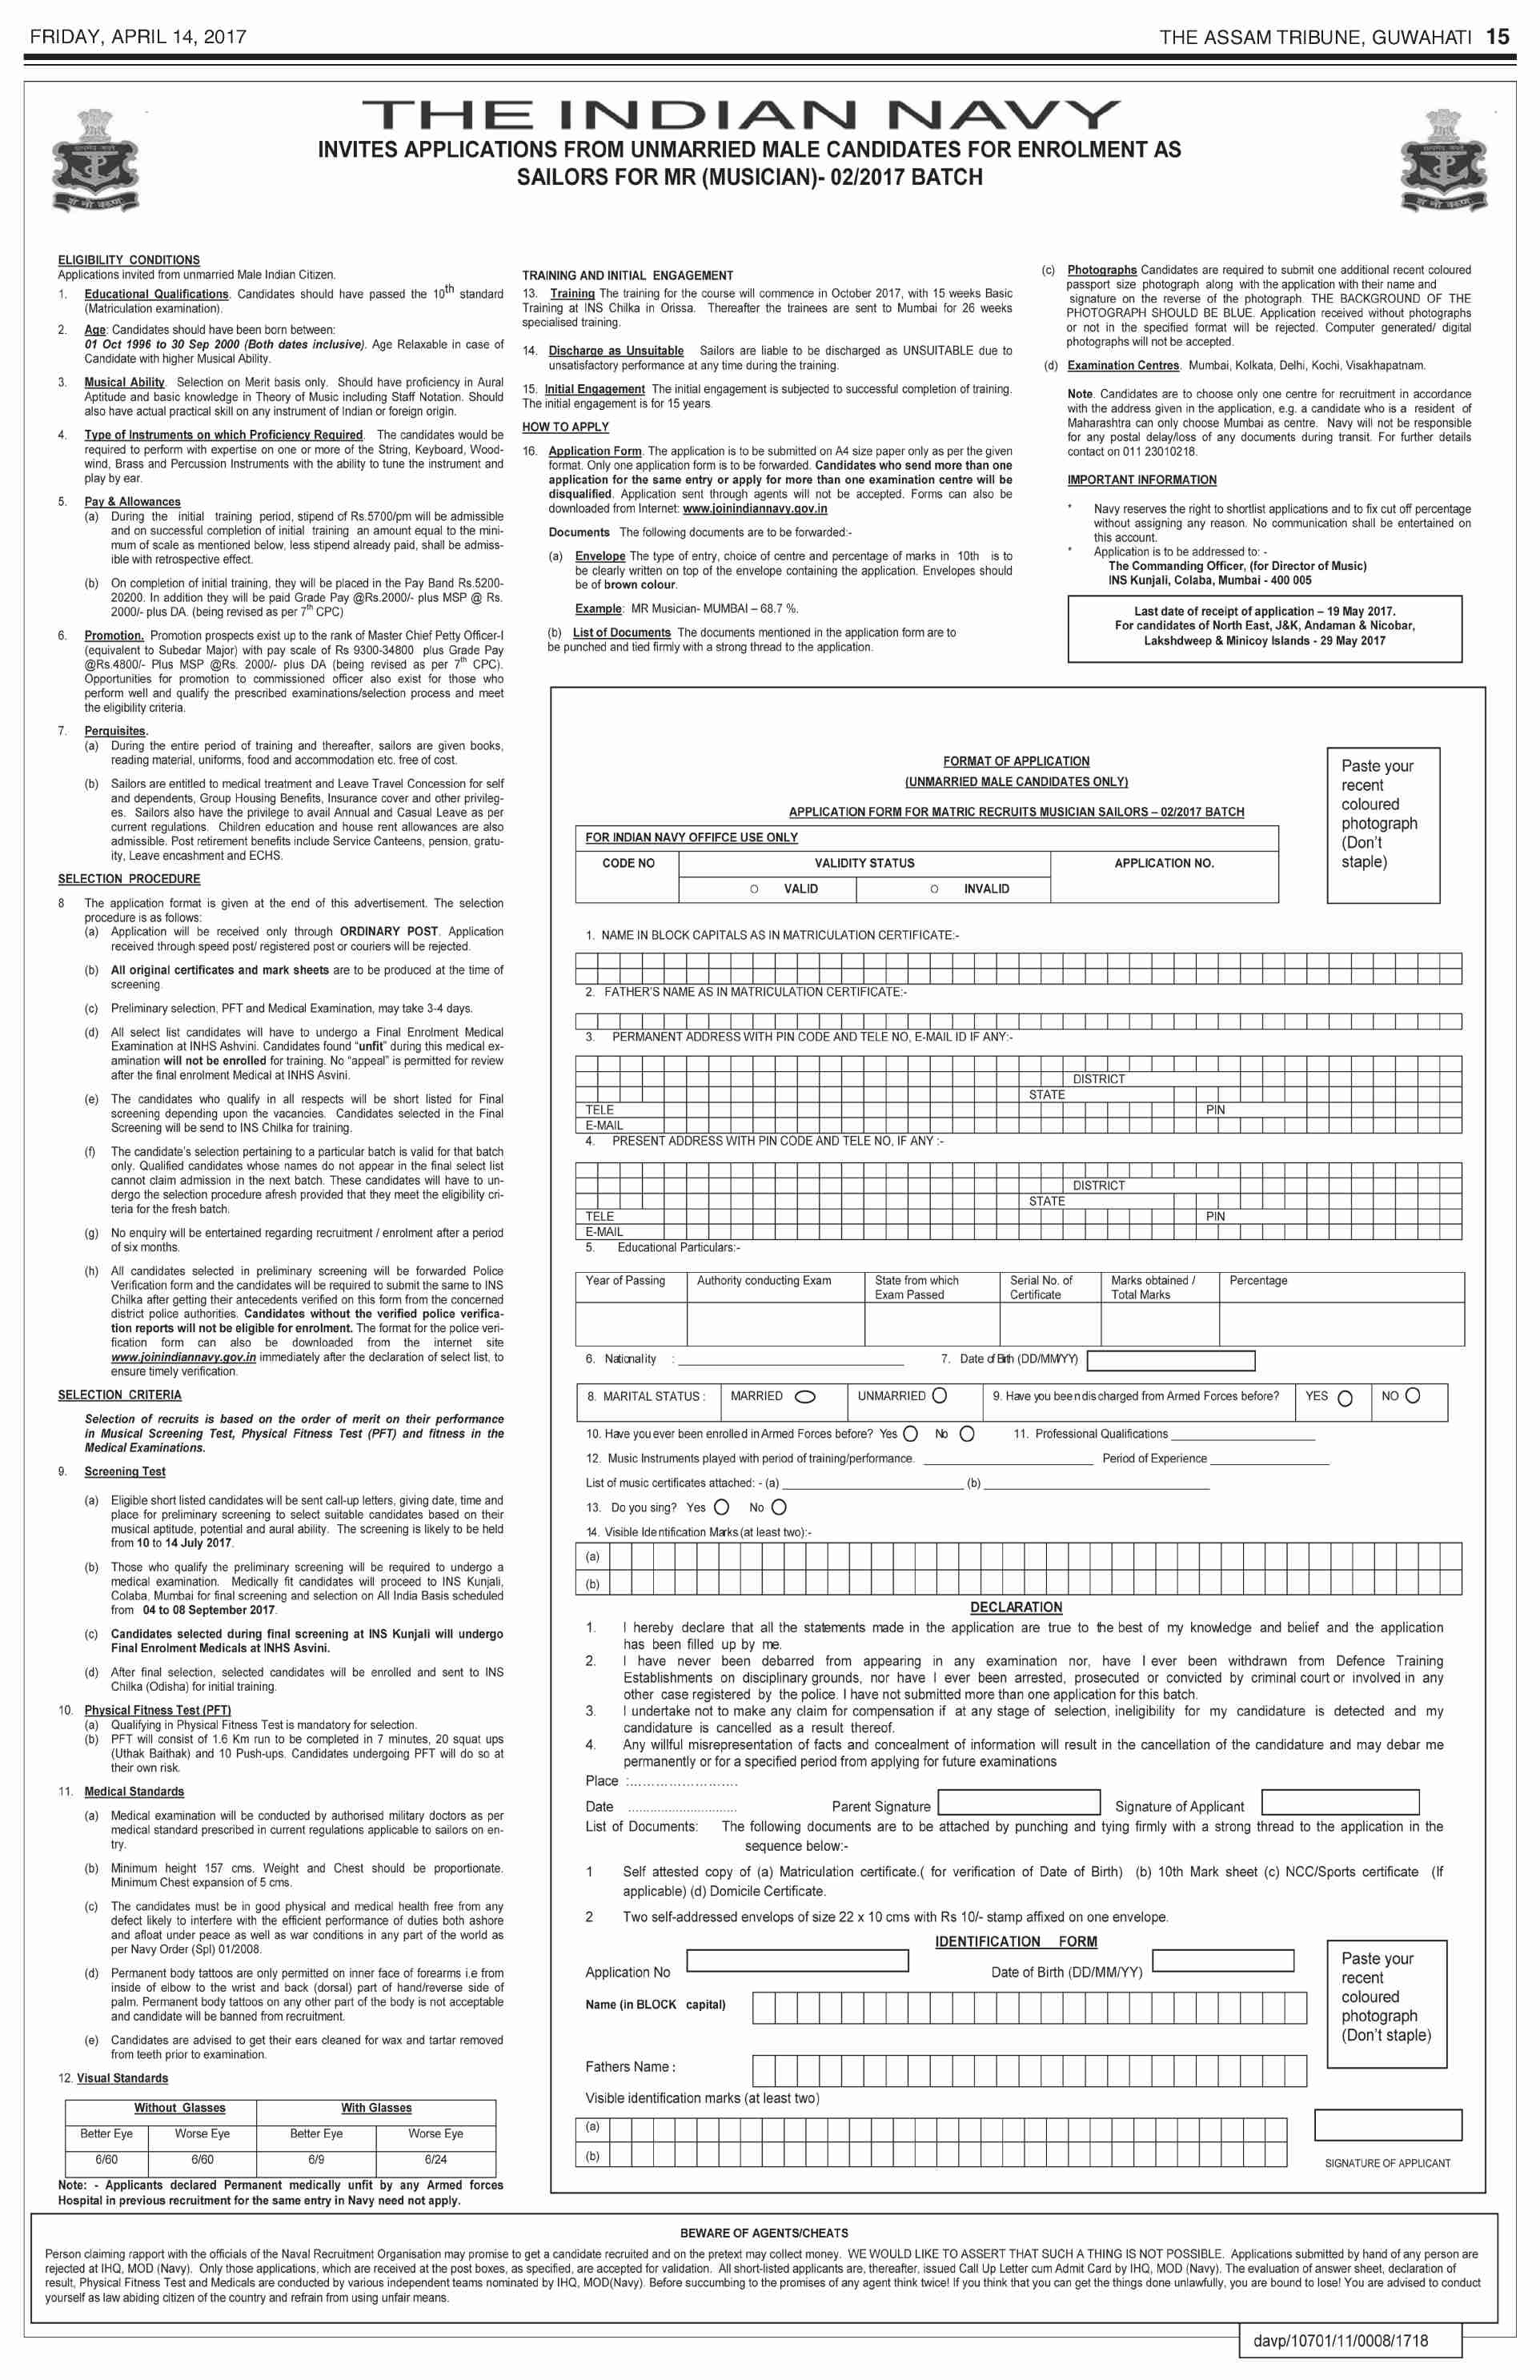 FRIDAY, APRIL 14, 2017
THE ASSAM TRIBUNE, GUWAHATI 15
THE INDIAN NAVY
INVITES APPLICATIONS FROM UNMARRIED MALE CANDIDATES FOR ENROLMENT AS
SAILORS FOR MR (MUSICIAN)- 02/2017 BATCH
ELIGIBILITY CONDITIONS
Applications invited from unmarried Male Indian Citizen.
1. Educational Qualifications. Candidates should have passed the 10th standard
(Matriculation examination).
2. Age: Candidates should have been born between:
01 Oct 1996 to 30 Sep 2000 (Both dates inclusive). Age Relaxable in case of
Candidate with higher Musical Ability.
3. Musical Ability. Selection on Merit basis only. Should have proficiency in Aural
Aptitude and basic knowledge in Theory of Music including Staff Notation. Should
also have actual practical skill on any instrument of Indian or foreign origin.
4. Type of Instruments on which Proficiency Required. The candidates would be
required to perform with expertise on one or more of the String, Keyboard, Wood-
wind, Brass and Percussion Instruments with the ability to tune the instrument and
play by ear.
5. Pay & Allowances
(a) During the initial training period, stipend of Rs.5700/pm will be admissible
and on successful completion of initial training an amount equal to the mini-
mum of scale as mentioned below, less stipend already paid, shall be admiss-
ible with retrospective effect.
(b) On completion of initial training, they will be placed in the Pay Band Rs.5200-
20200. In addition they will be paid Grade Pay @Rs.2000/- plus MSP @ Rs.
2000/- plus DA. (being revised as per 7th CPC)
6. Promotion. Promotion prospects exist up to the rank of Master Chief Petty Officer-I
(equivalent to Subedar Major) with pay scale of Rs 9300-34800 plus Grade Pay
@Rs.4800/- Plus MSP @Rs. 2000/- plus DA (being revised as per 7th CPC).
Opportunities for promotion to commissioned officer also exist for those who
perform well and qualify the prescribed examinations/selection process and meet
the eligibility criteria.
7. Perquisites.
(a) During the entire period of training and thereafter, sailors are given books,
reading material, uniforms, food and accommodation etc. free of cost.
(b) Sailors are entitled to medical treatment and Leave Travel Concession for self
and dependents, Group Housing Benefits, Insurance cover and other privileg-
es. Sailors also have the privilege to avail Annual and Casual Leave as per
current regulations. Children education and house rent allowances are also
admissible. Post retirement benefits include Service Canteens, pension, gratu-
ity, Leave encashment and ECHS.
SELECTION PROCEDURE
8 The application format is given at the end of this advertisement. The selection
procedure is as follows:
(a) Application will be received only through ORDINARY POST. Application
received through speed post/ registered post or couriers will be rejected.
(b) All original certificates and mark sheets are to be produced at the time of
screening.
(c) Preliminary selection, PFT and Medical Examination, may take 3-4 days.
(d) All select list candidates will have to undergo a Final Enrolment Medical
Examination at INHS Ashvini. Candidates found "unfit" during this medical ex-
amination will not be enrolled for training. No "appeal" is permitted for review
after the final enrolment Medical at INHS Asvini.
(e) The candidates who qualify in all respects will be short listed for Final
screening depending upon the vacancies. Candidates selected in the Final
Screening will be send to INS Chilka for training.
(f) The candidate's selection pertaining to a particular batch is valid for that batch
only. Qualified candidates whose names do not appear in the final select list
cannot claim admission in the next batch. These candidates will have to un-
dergo the selection procedure afresh provided that they meet the eligibility cri-
teria for the fresh batch.
(g) No enquiry will be entertained regarding recruitment / enrolment after a period
of six months.
(h) All candidates selected in preliminary screening will be forwarded Police
Verification form and the candidates will be required to submit the same to INS
Chilka after getting their antecedents verified on this form from the concerned
district police authorities. Candidates without the verified police verifica-
tion reports will not be eligible for enrolment. The format for the police veri-
fication form can also be downloaded from the internet site
www.joinindiannavy.gov.in immediately after the declaration of select list, to
ensure timely verification.
SELECTION CRITERIA
Selection of recruits is based on the order of merit on their performance
in Musical Screening Test, Physical Fitness Test (PFT) and fitness in the
Medical Examinations.
9. Screening Test
(a) Eligible short listed candidates will be sent call-up letters, giving date, time and
place for preliminary screening to select suitable candidates based on their
musical aptitude, potential and aural ability. The screening is likely to be held
from 10 to 14 July 2017.
(b) Those who qualify the preliminary screening will be required to undergo a
medical examination. Medically fit candidates will proceed to INS Kunjali,
Colaba, Mumbai for final screening and selection on All India Basis scheduled
from 04 to 08 September 2017.
(c) Candidates selected during final screening at INS Kunjali will undergo
Final Enrolment Medicals at INHS Asvini.
(d) After final selection, selected candidates will be enrolled and sent to INS
Chilka (Odisha) for initial training.
10. Physical Fitness Test (PFT)
(a) Qualifying in Physical Fitness Test is mandatory for selection.
(b) PFT will consist of 1.6 Km run to be completed in 7 minutes, 20 squat ups
(Uthak Baithak) and 10 Push-ups. Candidates undergoing PFT will do so at
their own risk.
11. Medical Standards
(a) Medical examination will be conducted by authorised military doctors as per
medical standard prescribed in current regulations applicable to sailors on en-
try.
(b) Minimum height 157 cms. Weight and Chest should be proportionate.
Minimum Chest expansion of 5 cms.
(c) The candidates must be in good physical and medical health free from any
defect likely to interfere with the efficient performance of duties both ashore
and afloat under peace as well as war conditions in any part of the world as
per Navy Order (Spl) 01/2008.
(d) Permanent body tattoos are only permitted on inner face of forearms i.e from
inside of elbow to the wrist and back (dorsal) part of hand/reverse side of
palm. Permanent body tattoos on any other part of the body is not acceptable
and candidate will be banned from recruitment.
(e) Candidates are advised to get their ears cleaned for wax and tartar removed
from teeth prior to examination.
12. Visual Standards
Without Glasses With Glasses
Better Eye Worse Eye Better Eye Worse Eye
6/60 6/60 6/9 6/24
Note: - Applicants declared Permanent medically unfit by any Armed forces
Hospital in previous recruitment for the same entry in Navy need not apply.
TRAINING AND INITIAL ENGAGEMENT
13. Training The training for the course will commence in October 2017, with 15 weeks Basic
Training at INS Chilka in Orissa. Thereafter the trainees are sent to Mumbai for 26 weeks
specialised training.
14. Discharge as Unsuitable Sailors are liable to be discharged as UNSUITABLE due to
unsatisfactory performance at any time during the training.
15. Initial Engagement The initial engagement is subjected to successful completion of training.
The initial engagement is for 15 years.
HOW TO APPLY
16. Application Form. The application is to be submitted on A4 size paper only as per the given
format. Only one application form is to be forwarded. Candidates who send more than one
application for the same entry or apply for more than one examination centre will be
disqualified. Application sent through agents will not be accepted. Forms can also be
downloaded from Internet: www.joinindiannavy.gov.in
Documents The following documents are to be forwarded:-
(a) Envelope The type of entry, choice of centre and percentage of marks in 10th is to
be clearly written on top of the envelope containing the application. Envelopes should
be of brown colour.
Example: MR Musician- MUMBAI – 68.7 %.
(b) List of Documents The documents mentioned in the application form are to
be punched and tied firmly with a strong thread to the application.
(c) Photographs Candidates are required to submit one additional recent coloured
passport size photograph along with the application with their name and
signature on the reverse of the photograph. THE BACKGROUND OF THE
PHOTOGRAPH SHOULD BE BLUE. Application received without photographs
or not in the specified format will be rejected. Computer generated/ digital
photographs will not be accepted.
(d) Examination Centres. Mumbai, Kolkata, Delhi, Kochi, Visakhapatnam.
Note. Candidates are to choose only one centre for recruitment in accordance
with the address given in the application, e.g. a candidate who is a resident of
Maharashtra can only choose Mumbai as centre. Navy will not be responsible
for any postal delay/loss of any documents during transit. For further details
contact on 011 23010218.
IMPORTANT INFORMATION
* Navy reserves the right to shortlist applications and to fix cut off percentage
without assigning any reason. No communication shall be entertained on
this account.
* Application is to be addressed to: -
The Commanding Officer, (for Director of Music)
INS Kunjali, Colaba, Mumbai - 400 005
Last date of receipt of application – 19 May 2017.
For candidates of North East, J&K, Andaman & Nicobar,
Lakshdweep & Minicoy Islands - 29 May 2017
FORMAT OF APPLICATION
(UNMARRIED MALE CANDIDATES ONLY)
APPLICATION FORM FOR MATRIC RECRUITS MUSICIAN SAILORS – 02/2017 BATCH
Paste your
recent
coloured
photograph
(Don't
staple)
FOR INDIAN NAVY OFFIFCE USE ONLY
CODE NO VALIDITY STATUS APPLICATION NO.
O VALID O INVALID
1. NAME IN BLOCK CAPITALS AS IN MATRICULATION CERTIFICATE:-
2. FATHER'S NAME AS IN MATRICULATION CERTIFICATE:-
3. PERMANENT ADDRESS WITH PIN CODE AND TELE NO, E-MAIL ID IF ANY:-
DISTRICT
STATE
TELE PIN
E-MAIL
4. PRESENT ADDRESS WITH PIN CODE AND TELE NO, IF ANY :-
DISTRICT
STATE
TELE PIN
E-MAIL
5. Educational Particulars:-
Year of Passing Authority conducting Exam State from which Serial No. of Marks obtained / Percentage
Exam Passed Certificate Total Marks
6. Nationality : 7. Date of Birth (DD/MM/YY)
8. MARITAL STATUS : MARRIED UNMARRIED 9. Have you been discharged from Armed Forces before? YES NO
10. Have you ever been enrolled in Armed Forces before? Yes No 11. Professional Qualifications
12. Music Instruments played with period of training/performance. Period of Experience
List of music certificates attached: - (a) (b)
13. Do you sing? Yes No
14. Visible Identification Marks (at least two):-
(a)
(b)
DECLARATION
1. I hereby declare that all the statements made in the application are true to the best of my knowledge and belief and the application
has been filled up by me.
2. I have never been debarred from appearing in any examination nor, have I ever been withdrawn from Defence Training
Establishments on disciplinary grounds, nor have I ever been arrested, prosecuted or convicted by criminal court or involved in any
other case registered by the police. I have not submitted more than one application for this batch.
3. I undertake not to make any claim for compensation if at any stage of selection, ineligibility for my candidature is detected and my
candidature is cancelled as a result thereof.
4. Any willful misrepresentation of facts and concealment of information will result in the cancellation of the candidature and may debar me
permanently or for a specified period from applying for future examinations
Place :.........................
Date .............................. Parent Signature Signature of Applicant
List of Documents: The following documents are to be attached by punching and tying firmly with a strong thread to the application in the
sequence below:-
1 Self attested copy of (a) Matriculation certificate.( for verification of Date of Birth) (b) 10th Mark sheet (c) NCC/Sports certificate (If
applicable) (d) Domicile Certificate.
2 Two self-addressed envelops of size 22 x 10 cms with Rs 10/- stamp affixed on one envelope.
IDENTIFICATION FORM
Application No Date of Birth (DD/MM/YY)
Name (in BLOCK capital)
Fathers Name :
Visible identification marks (at least two)
(a)
(b)
Paste your
recent
coloured
photograph
(Don't staple)
SIGNATURE OF APPLICANT
BEWARE OF AGENTS/CHEATS
Person claiming rapport with the officials of the Naval Recruitment Organisation may promise to get a candidate recruited and on the pretext may collect money. WE WOULD LIKE TO ASSERT THAT SUCH A THING IS NOT POSSIBLE. Applications submitted by hand of any person are
rejected at IHQ, MOD (Navy). Only those applications, which are received at the post boxes, as specified, are accepted for validation. All short-listed applicants are, thereafter, issued Call Up Letter cum Admit Card by IHQ, MOD (Navy). The evaluation of answer sheet, declaration of
result, Physical Fitness Test and Medicals are conducted by various independent teams nominated by IHQ, MOD(Navy). Before succumbing to the promises of any agent think twice! If you think that you can get the things done unlawfully, you are bound to lose! You are advised to conduct
yourself as law abiding citizen of the country and refrain from using unfair means.
davp/10701/11/0008/1718